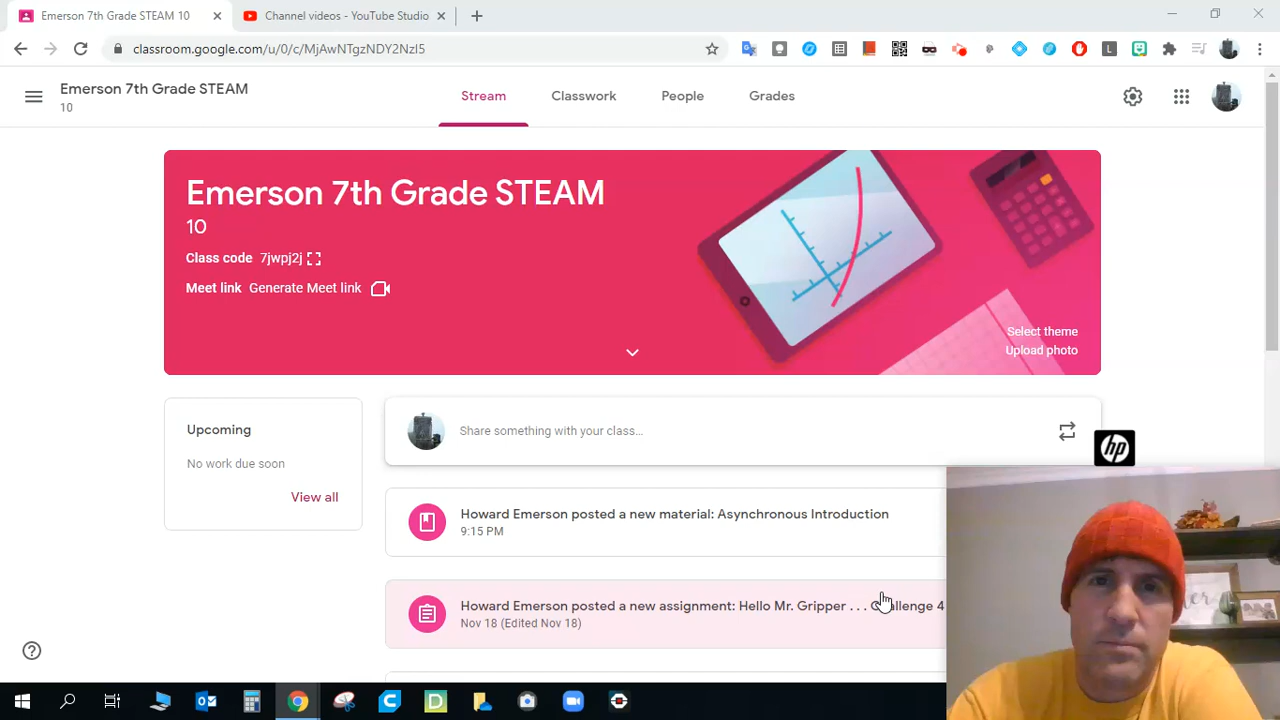 Emerson 7th Grade STEAM 10
Channel videos - YouTube Studio
classroom.google.com/u/0/c/MjAwNTgzNDY2NzI5
Emerson 7th Grade STEAM
10
Stream
Classwork
People
Grades
Emerson 7th Grade STEAM
10
Class code 7jwpj2j
Meet link Generate Meet link
Select theme
Upload photo
Upcoming
No work due soon
View all
Share something with your class...
hp
Howard Emerson posted a new material: Asynchronous Introduction
9:15 PM
Howard Emerson posted a new assignment: Hello Mr. Gripper . . . Challenge 4
Nov 18 (Edited Nov 18)